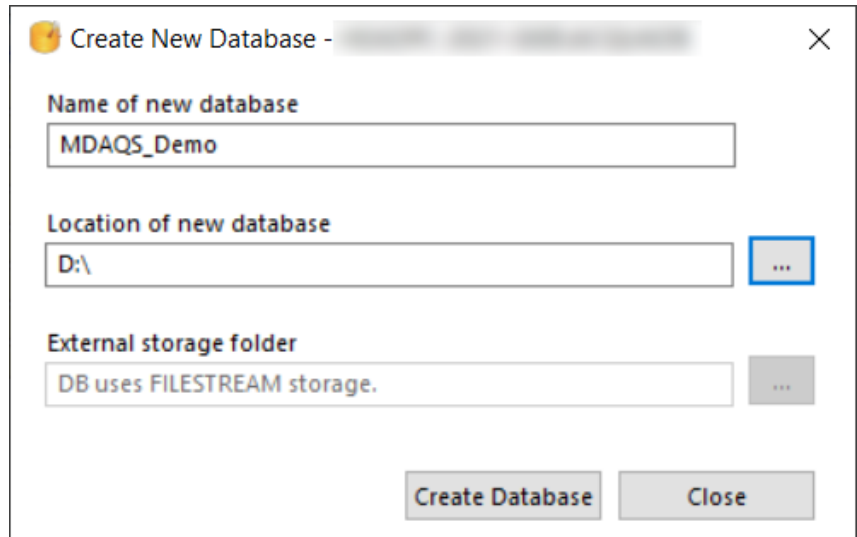 Create New Database -
Name of new database
MDAQS_Demo
Location of new database
D:\
...
External storage folder
DB uses FILESTREAM storage.
...
Create Database
Close